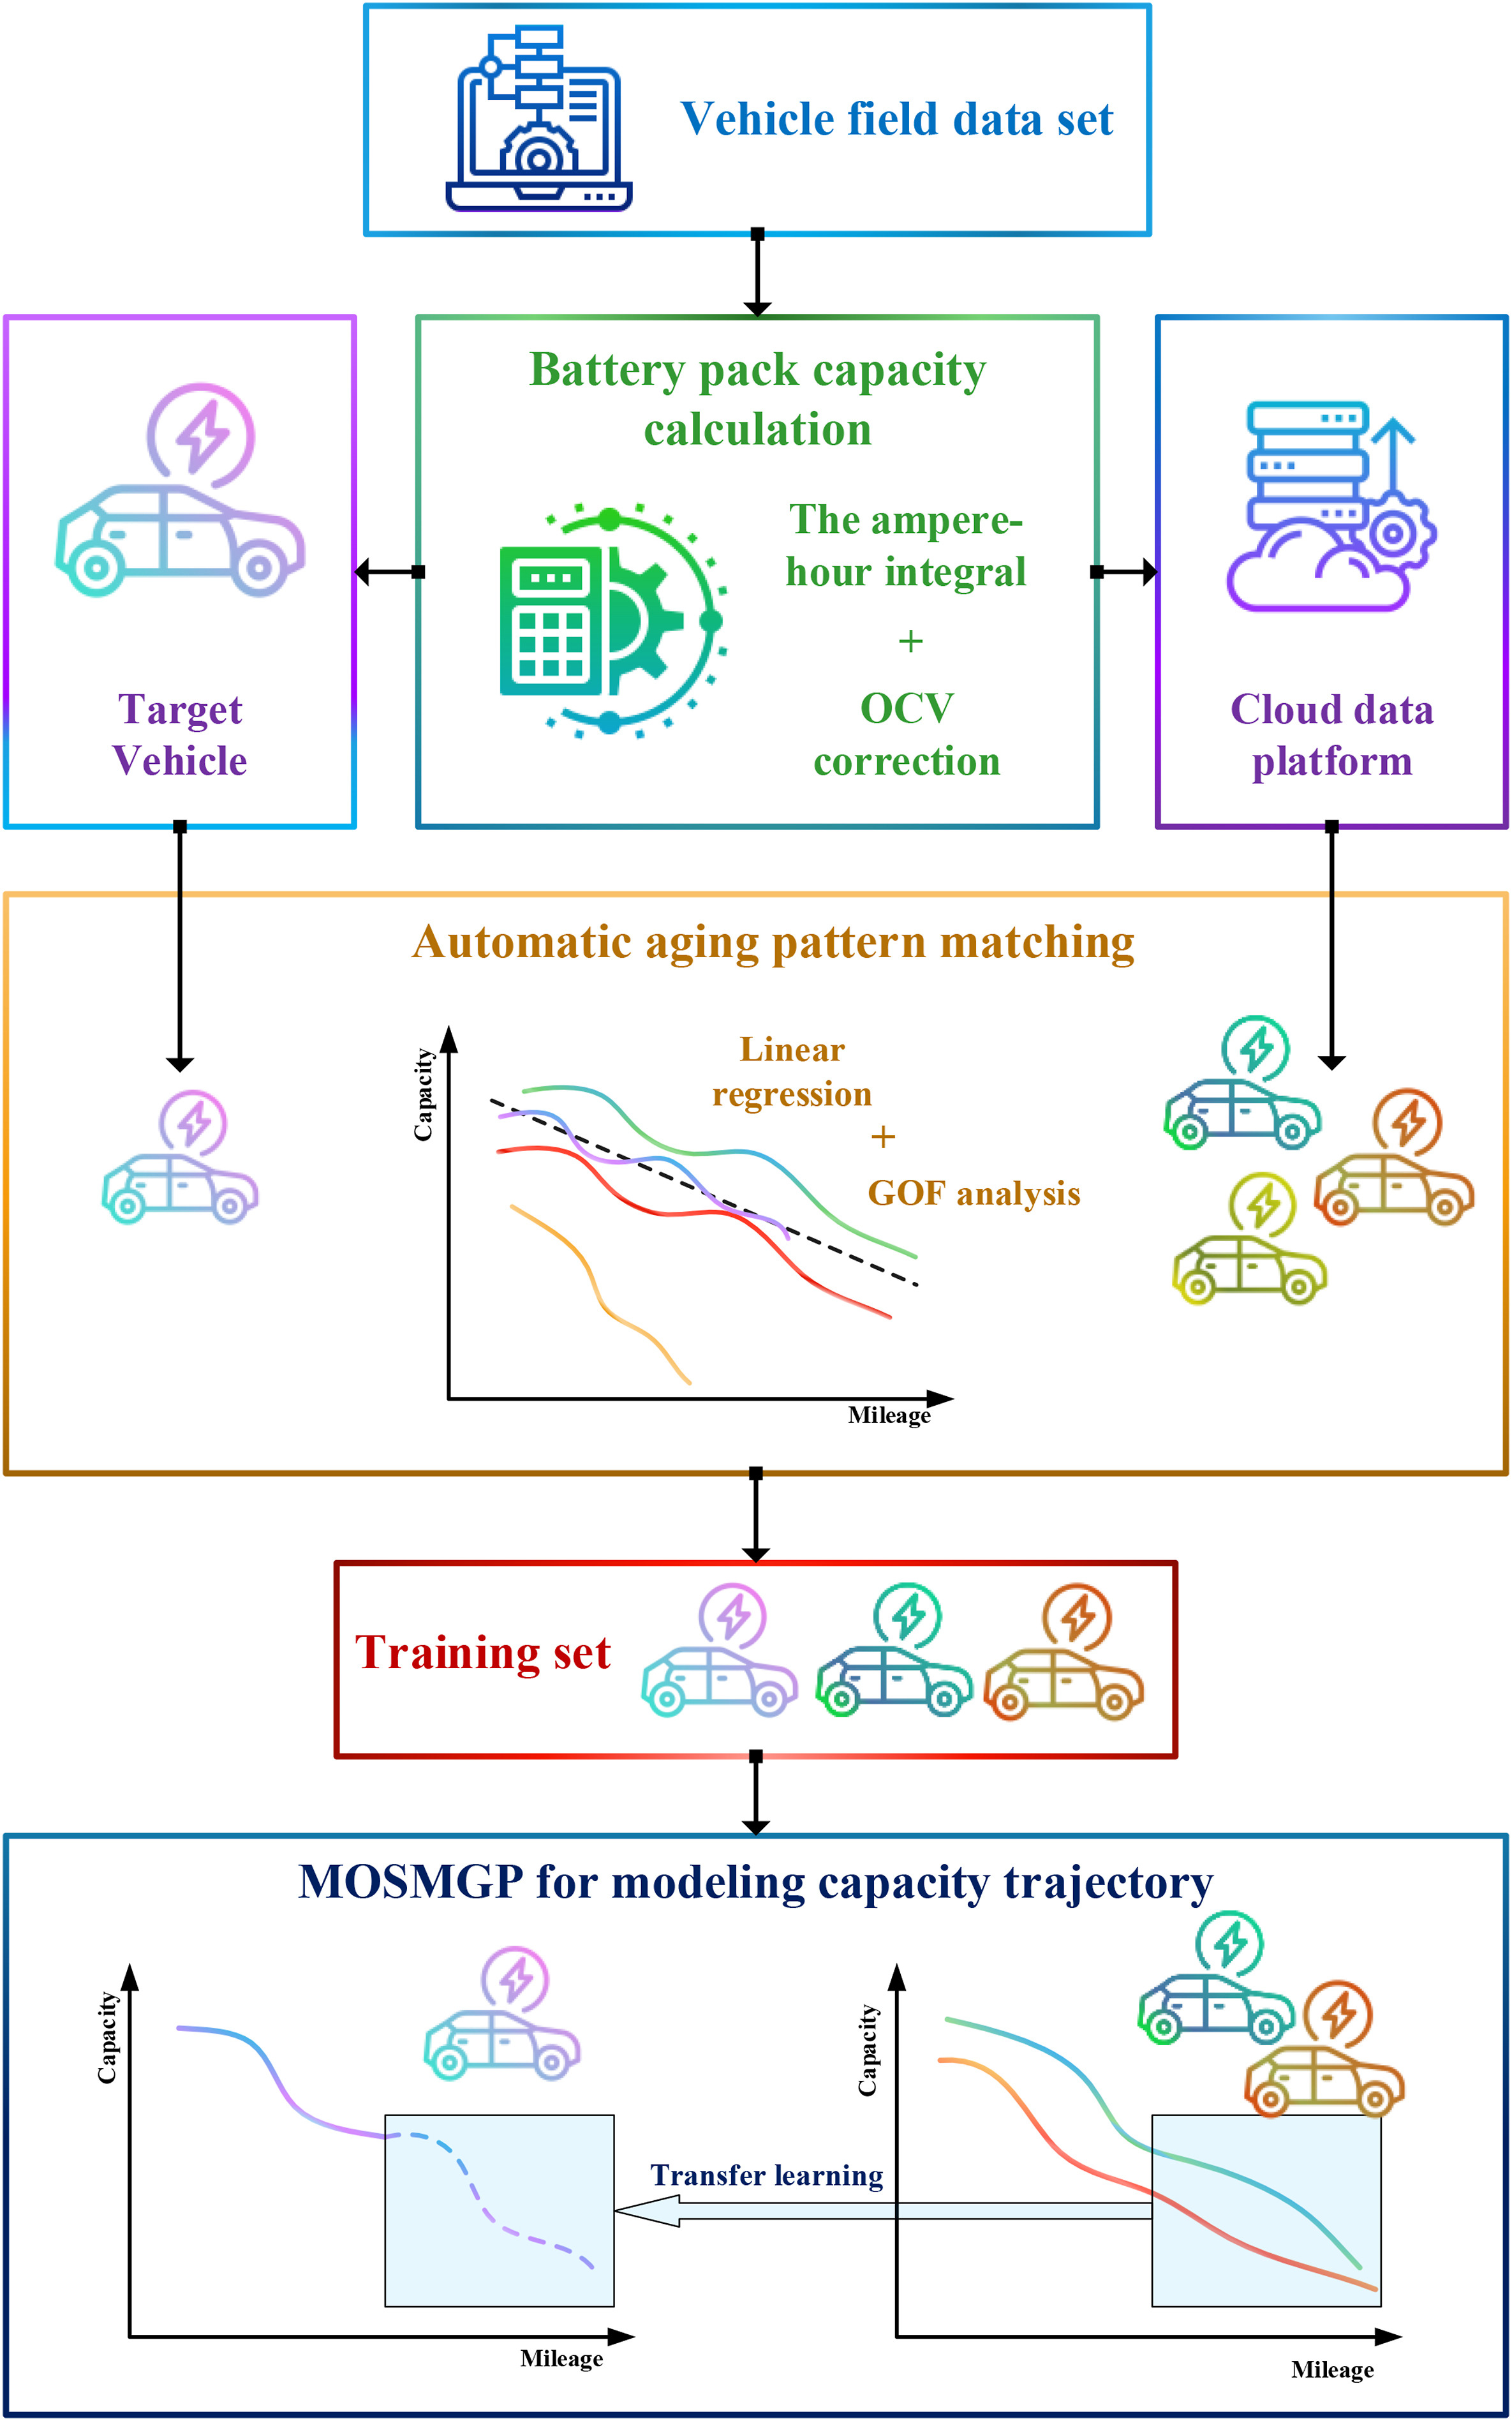 Vehicle field data set
Battery pack capacity
calculation
The ampere-
hour integral
+
OCV
correction
Target
Vehicle
Cloud data
platform
Automatic aging pattern matching
Capacity
Linear
regression
+
GOF analysis
Mileage
Training set
MOSMGP for modeling capacity trajectory
Capacity
Mileage
Transfer learning
Capacity
Mileage